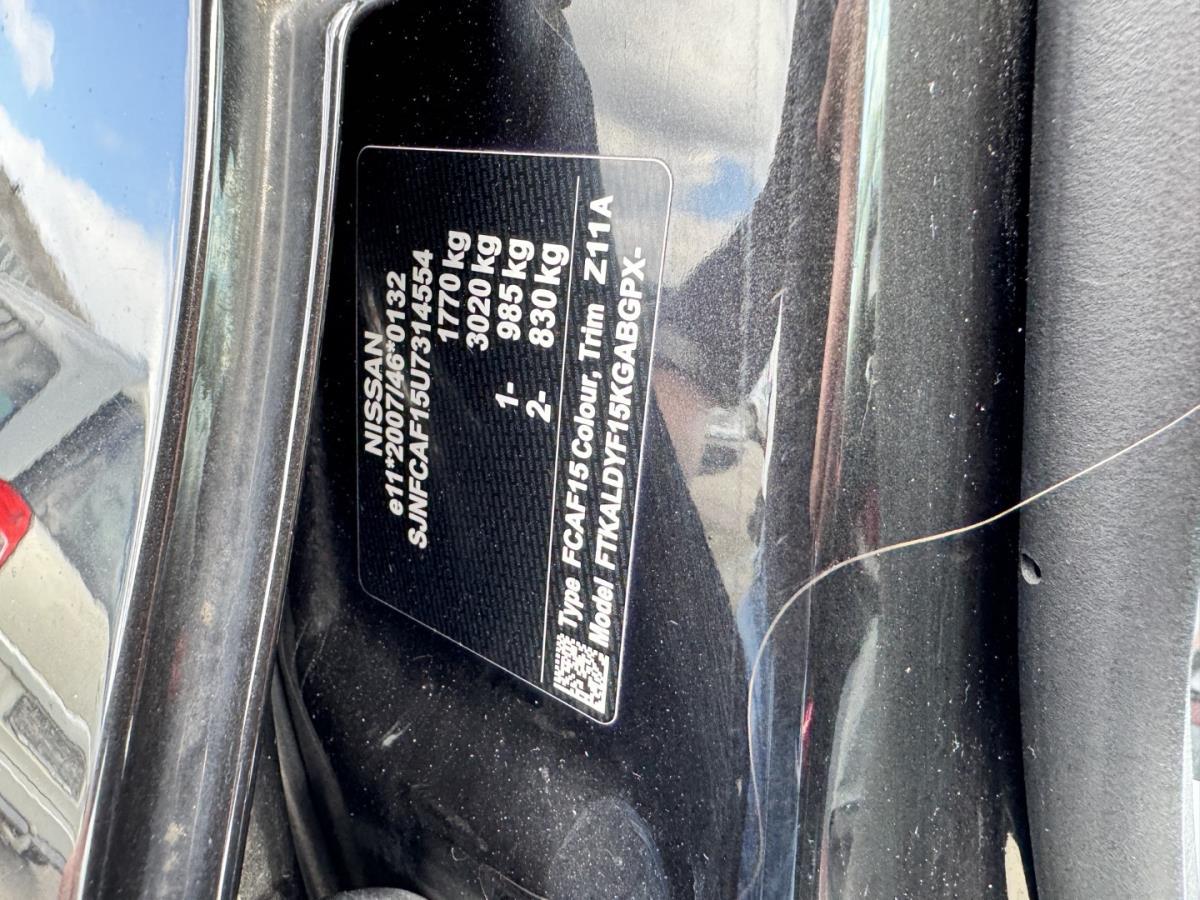 NISSAN
e11*2007/46*0132
SJNFCAF15U7314554
1770 kg
3020 kg
1- 985 kg
2- 830 kg
Type FCAF15 Colour, Trim Z11A
Model FTKALDYF15KGABGPX-